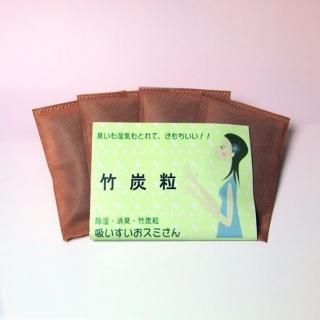 臭いも湿気もとれて、きもちいい！！
竹炭粒
除湿・消臭・竹炭粒
吸いすいおスミさん